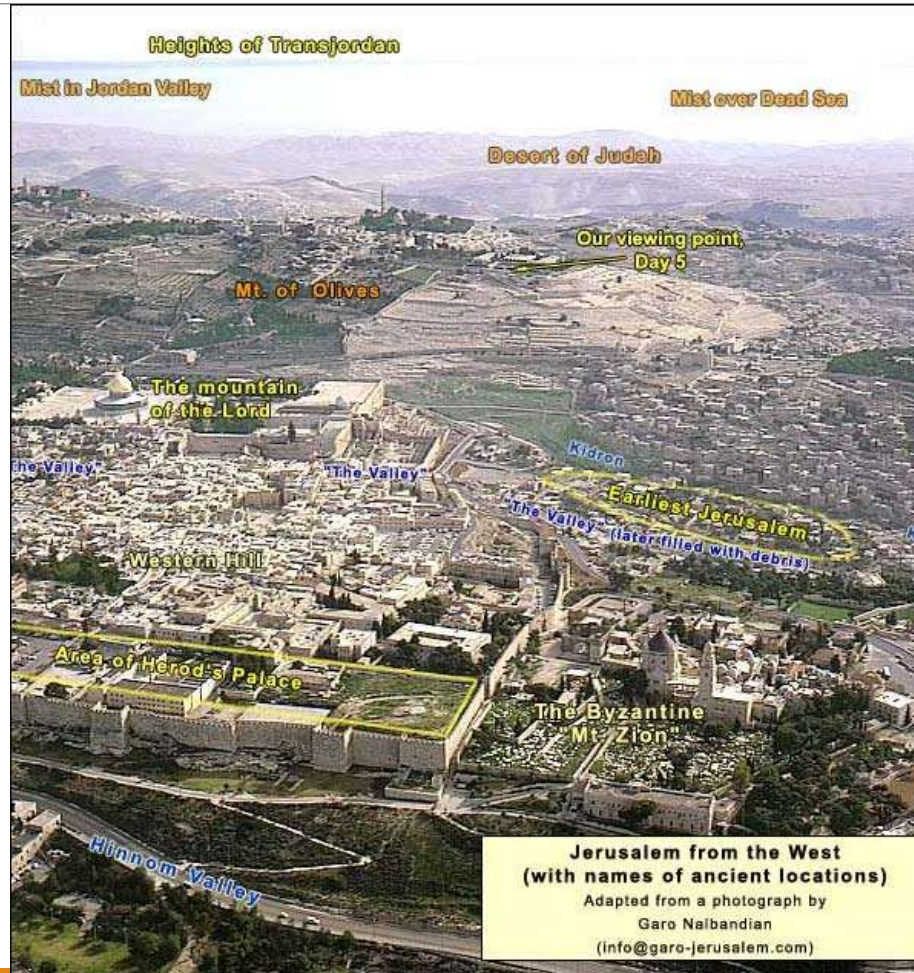 Heights of Transjordan
Mist in Jordan Valley
Mist over Dead Sea
Desert of Judah
Our viewing point,
Day 5
Mt. of Olives
The mountain
of the Lord
Kidron
he Valley"
"The Valley"
Earliest Jerusalem
"The Valley" (later filled with debris)
Western Hill
Area of Herod's Palace
The Byzantine
"Mt. Zion"
Hinnom Valley
Jerusalem from the West
(with names of ancient locations)
Adapted from a photograph by
Garo Nalbandian
(info@garo-jerusalem.com)